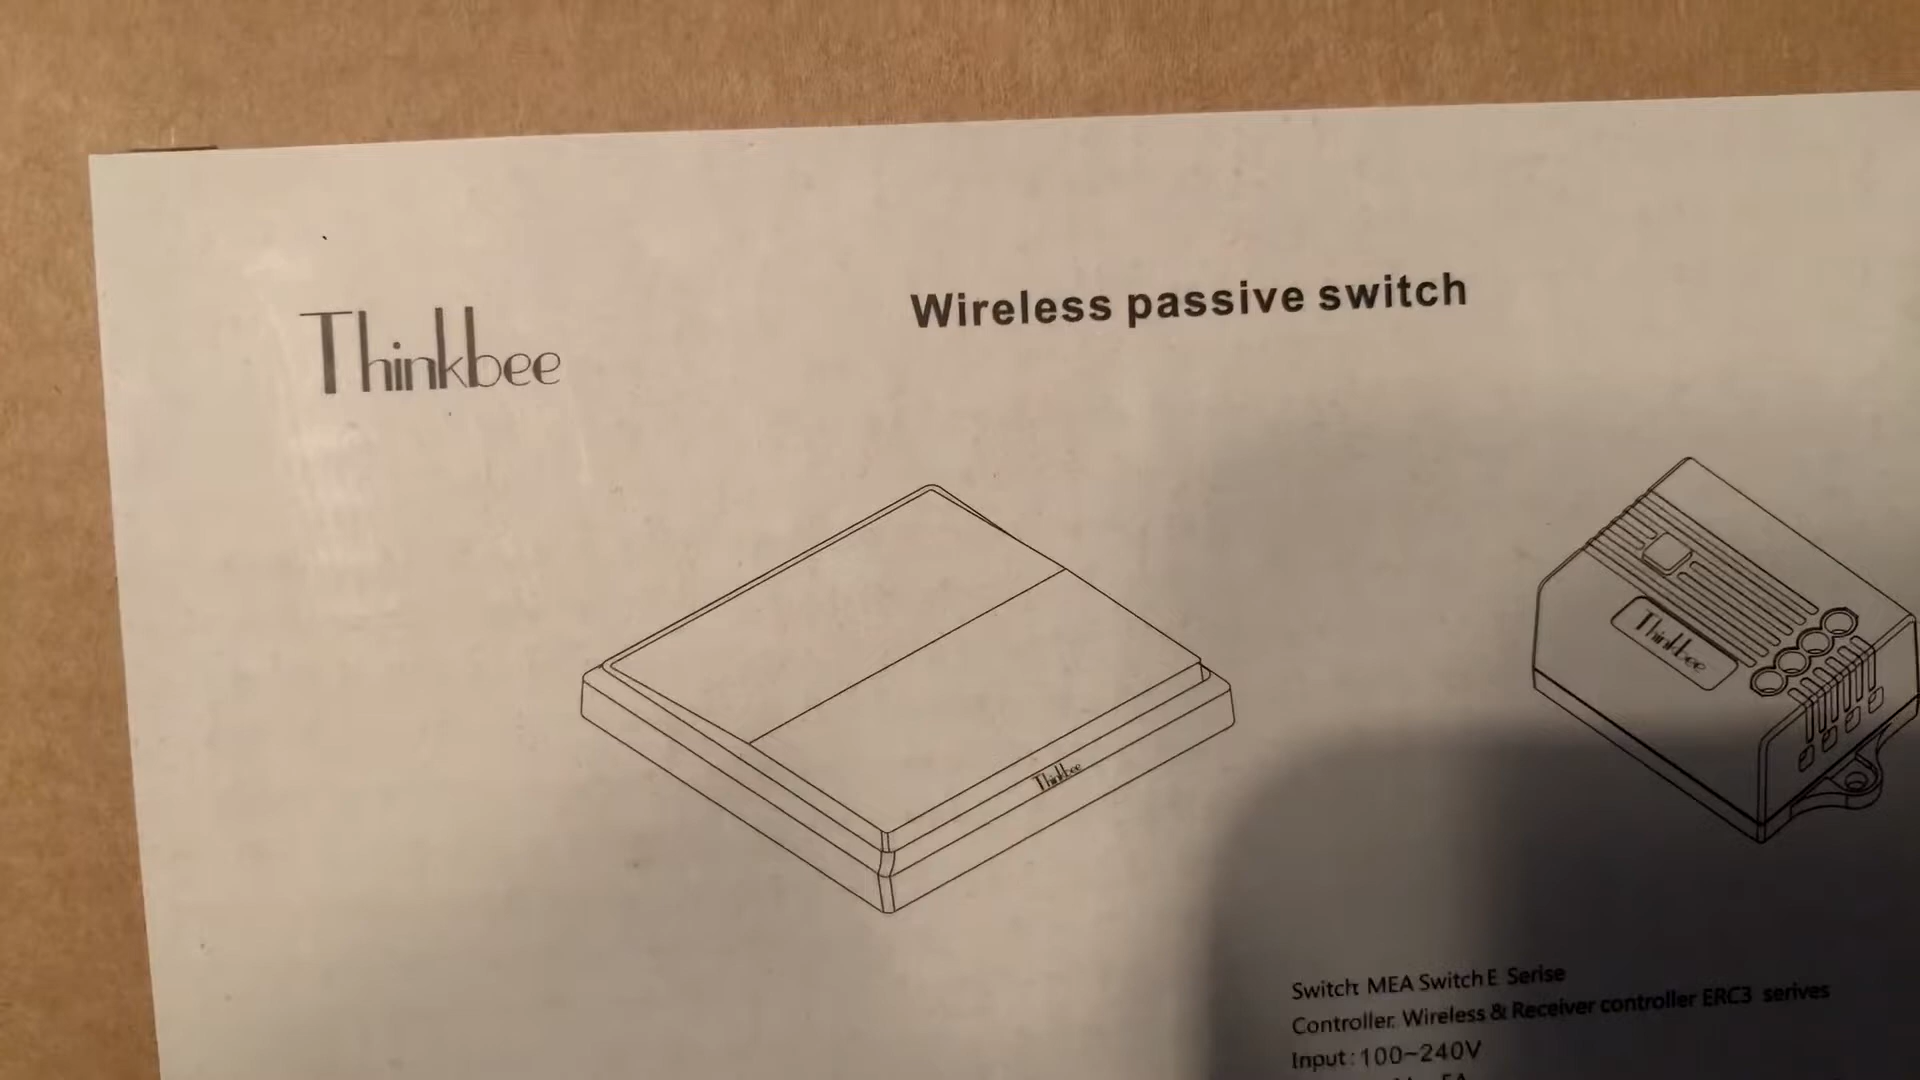 Wireless passive switch
Thinkbee
Thinkbee
Thinkbee
Switch: MEA Switch E Serise
Controller: Wireless & Receiver controller ERC3 serives
Input : 100~240V
5A